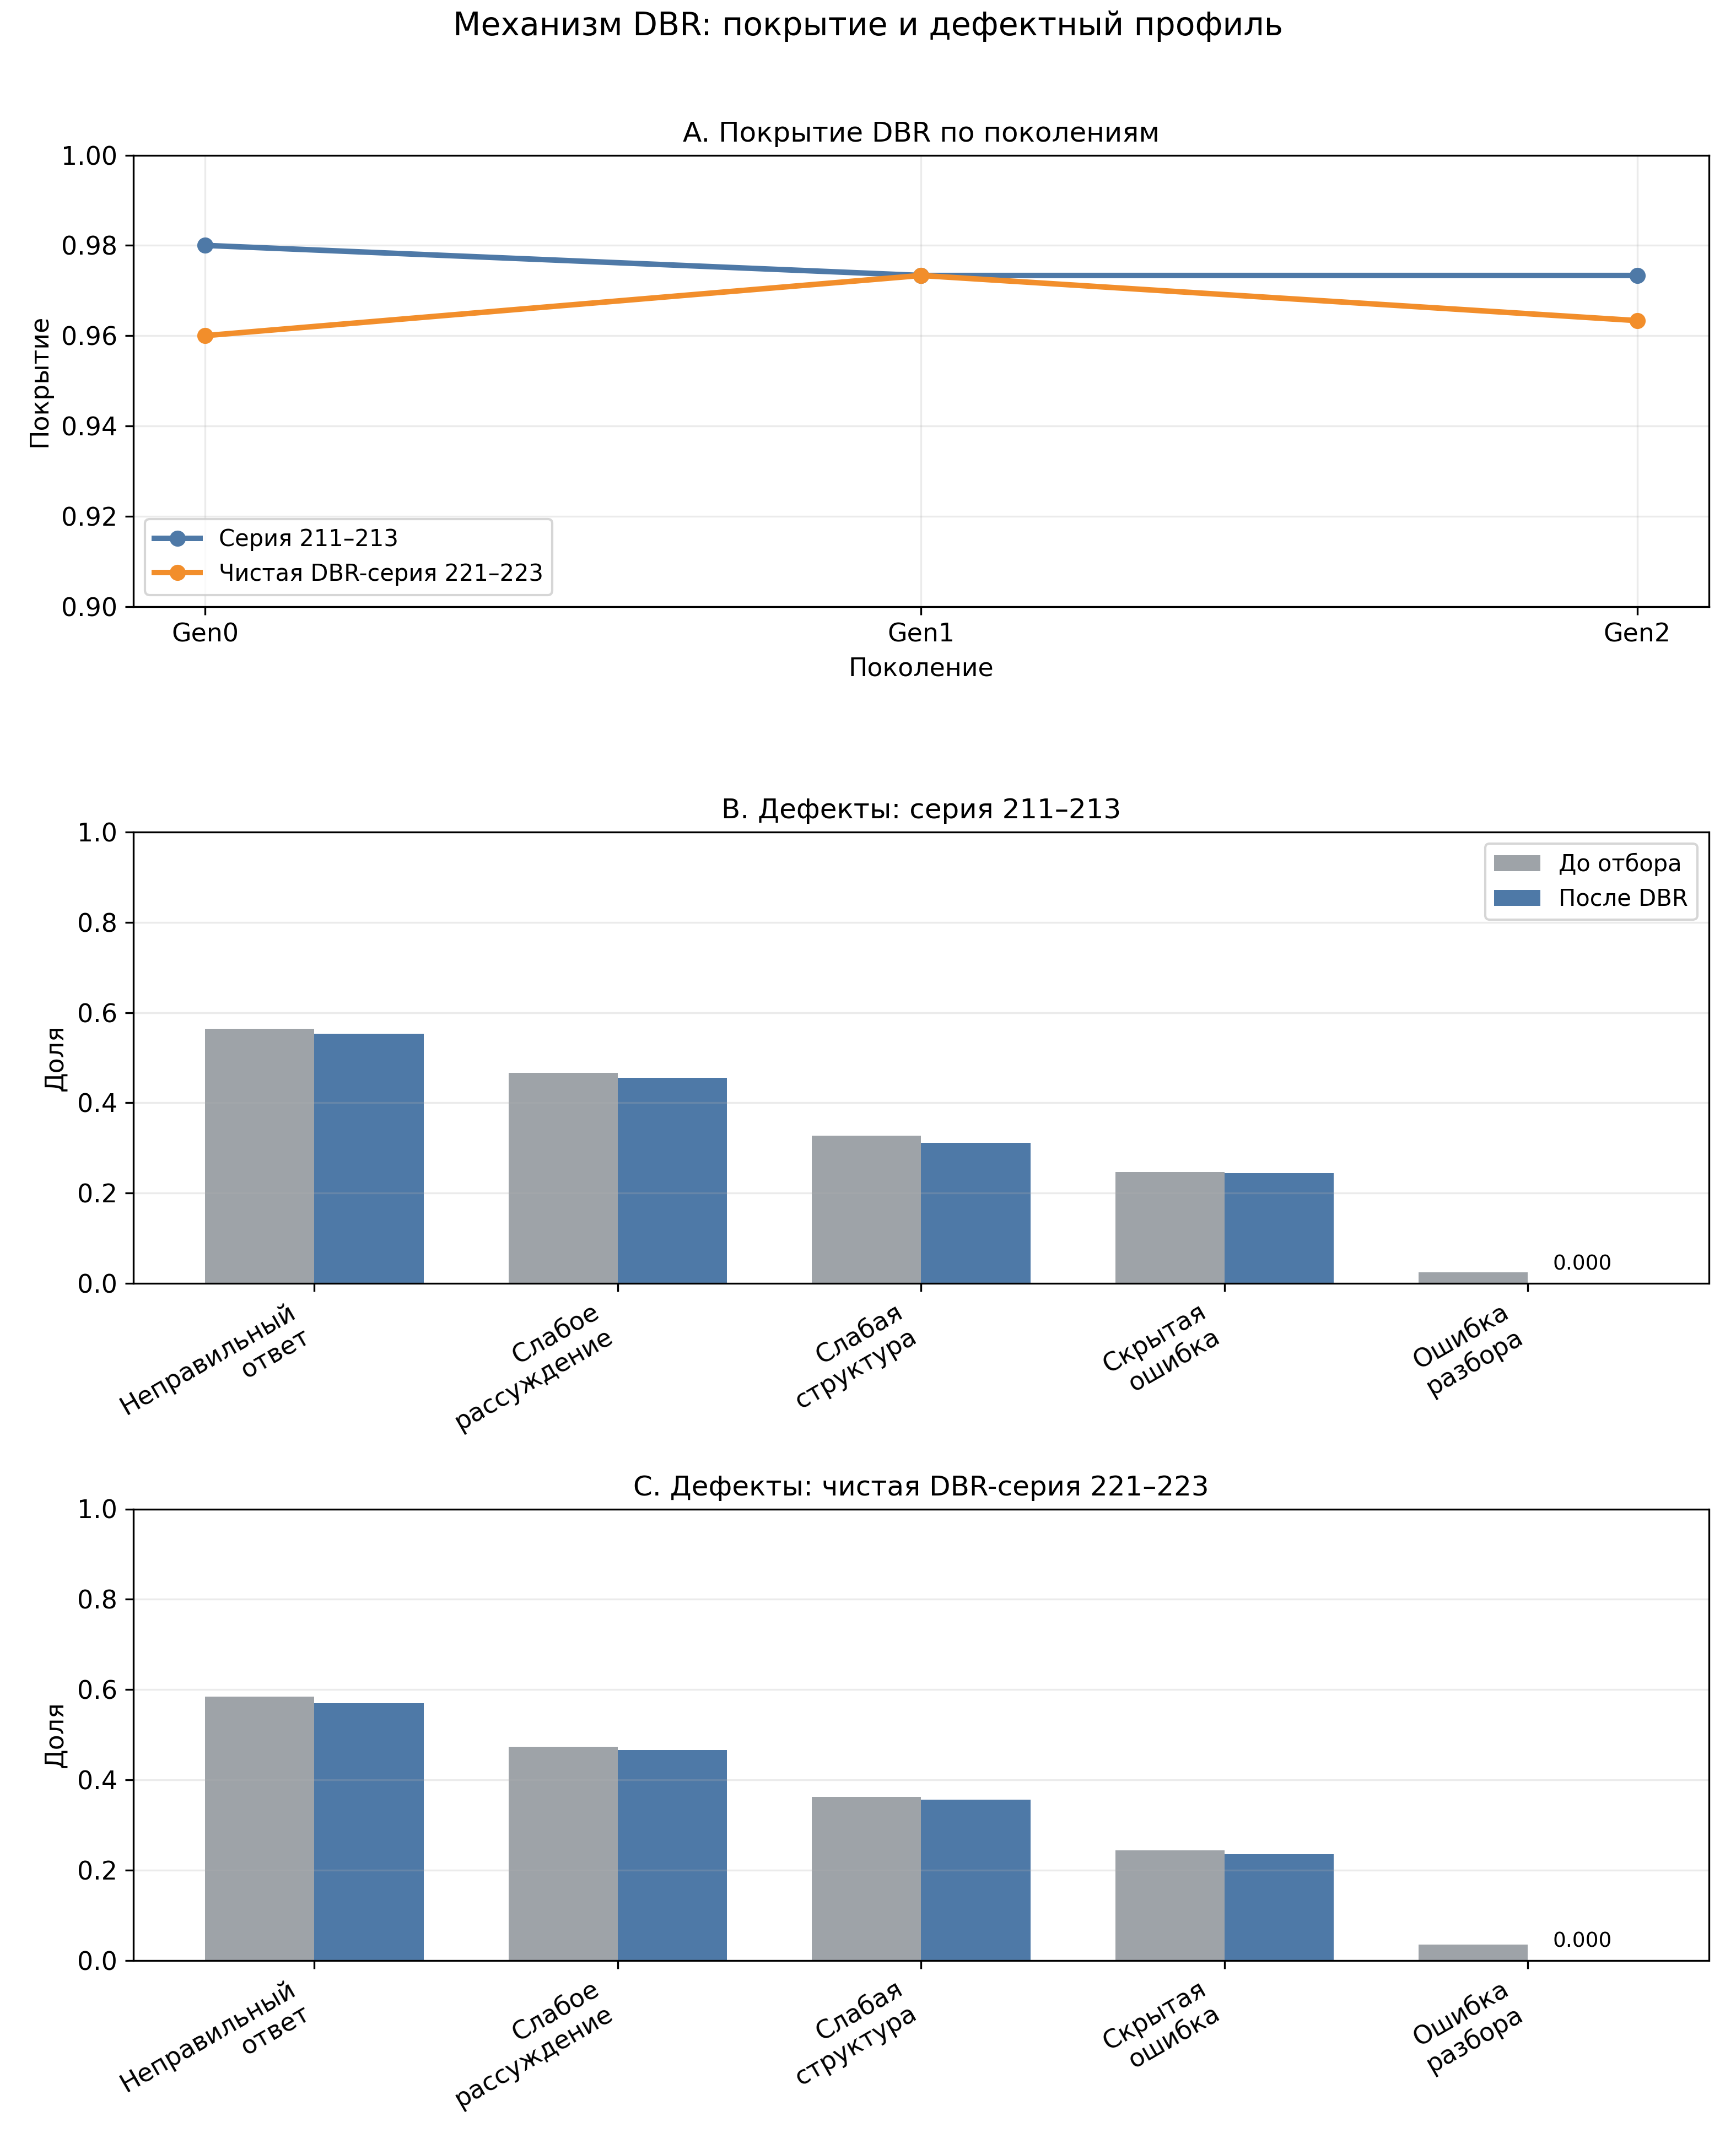 Механизм DBR: покрытие и дефектный профиль
A. Покрытие DBR по поколениям
1.00
0.98
0.96
0.94
0.92
0.90
Покрытие
Серия 211–213
Чистая DBR-серия 221–223
Gen0
Gen1
Gen2
Поколение
B. Дефекты: серия 211–213
1.0
0.8
0.6
0.4
0.2
0.0
Доля
До отбора
После DBR
0.000
Неправильный
ответ
Слабое
рассуждение
Слабая
структура
Скрытая
ошибка
Ошибка
разбора
C. Дефекты: чистая DBR-серия 221–223
1.0
0.8
0.6
0.4
0.2
0.0
Доля
0.000
Неправильный
ответ
Слабое
рассуждение
Слабая
структура
Скрытая
ошибка
Ошибка
разбора